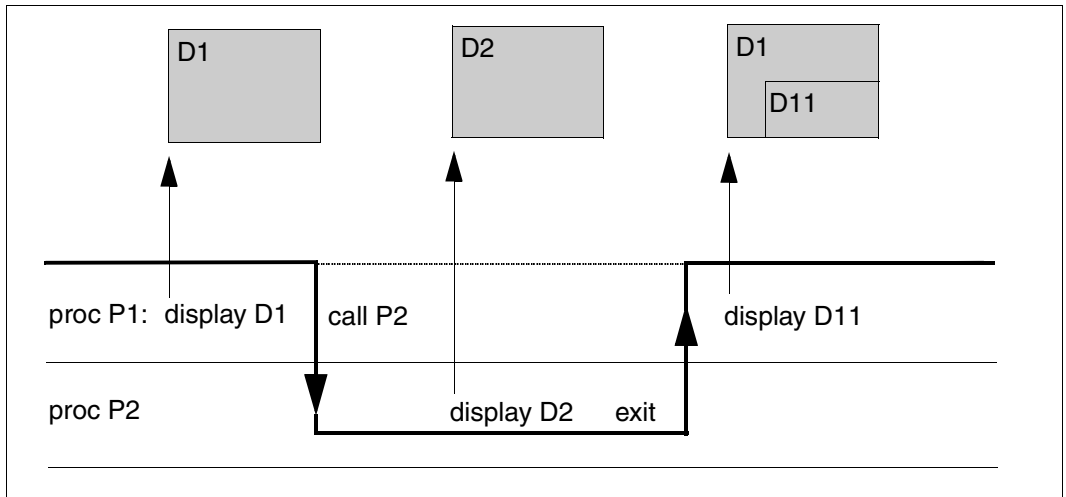 D1
D2
D1
D11
proc P1: display D1
call P2
display D11
proc P2
display D2
exit